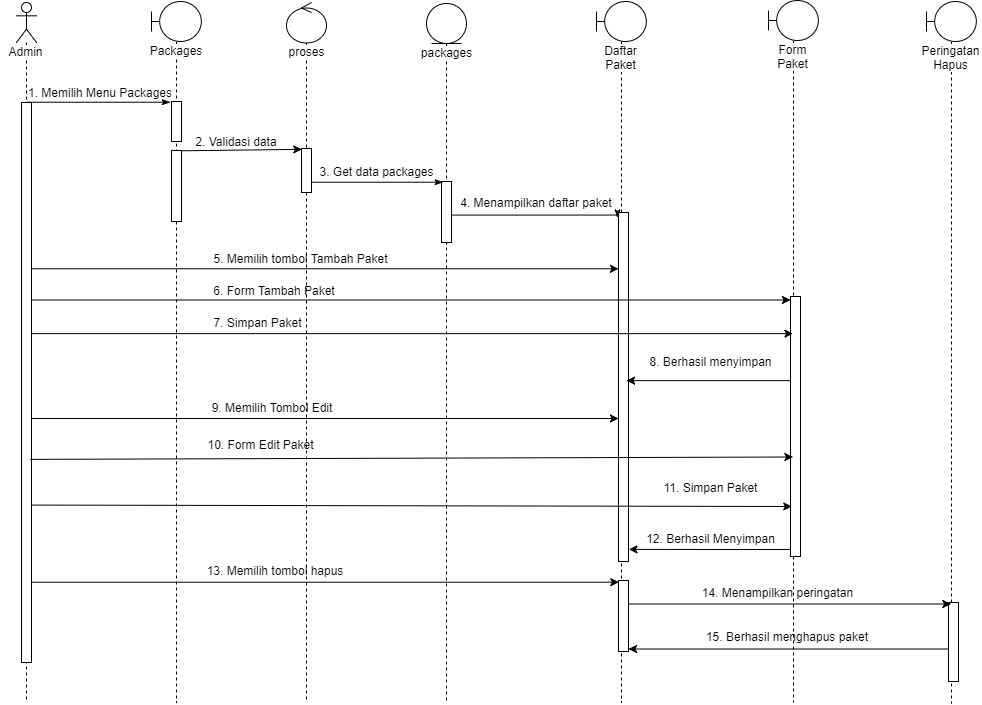 Admin
Packages
proses
packages
Daftar
Paket
Form
Paket
Peringatan
Hapus
1. Memilih Menu Packages
2. Validasi data
3. Get data packages
4. Menampilkan daftar paket
5. Memilih tombol Tambah Paket
6. Form Tambah Paket
7. Simpan Paket
8. Berhasil menyimpan
9. Memilih Tombol Edit
10. Form Edit Paket
11. Simpan Paket
12. Berhasil Menyimpan
13. Memilih tombol hapus
14. Menampilkan peringatan
15. Berhasil menghapus paket